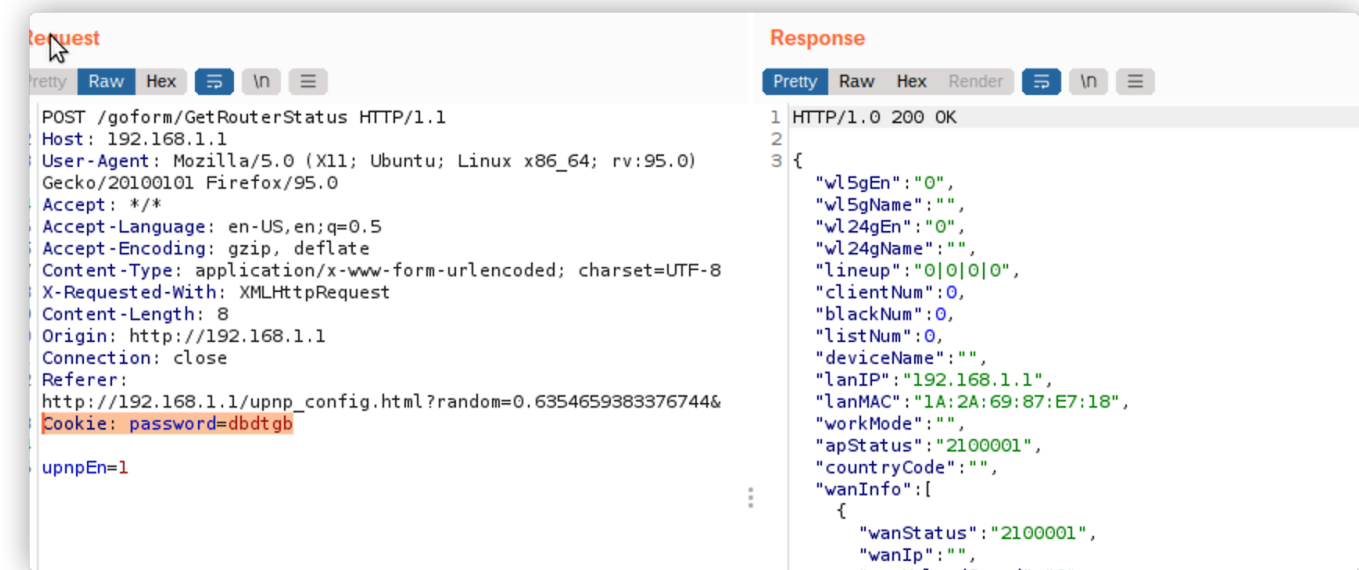 Request
Pretty Raw Hex \n
POST /goform/GetRouterStatus HTTP/1.1
Host: 192.168.1.1
User-Agent: Mozilla/5.0 (X11; Ubuntu; Linux x86_64; rv:95.0)
Gecko/20100101 Firefox/95.0
Accept: */*
Accept-Language: en-US,en;q=0.5
Accept-Encoding: gzip, deflate
Content-Type: application/x-www-form-urlencoded; charset=UTF-8
X-Requested-With: XMLHttpRequest
Content-Length: 8
Origin: http://192.168.1.1
Connection: close
Referer:
http://192.168.1.1/upnp_config.html?random=0.6354659383376744&
Cookie: password=dbdtgb
upnpEn=1
Response
Pretty Raw Hex Render \n
1 HTTP/1.0 200 OK
2
3 {
"wl5gEn":"0",
"wl5gName":"",
"wl24gEn":"0",
"wl24gName":"",
"lineup":"0|0|0|0",
"clientNum":0,
"blackNum":0,
"listNum":0,
"deviceName":"",
"lanIP":"192.168.1.1",
"lanMAC":"1A:2A:69:87:E7:18",
"workMode":"",
"apStatus":"2100001",
"countryCode":"",
"wanInfo":[
{
"wanStatus":"2100001",
"wanIp":"",